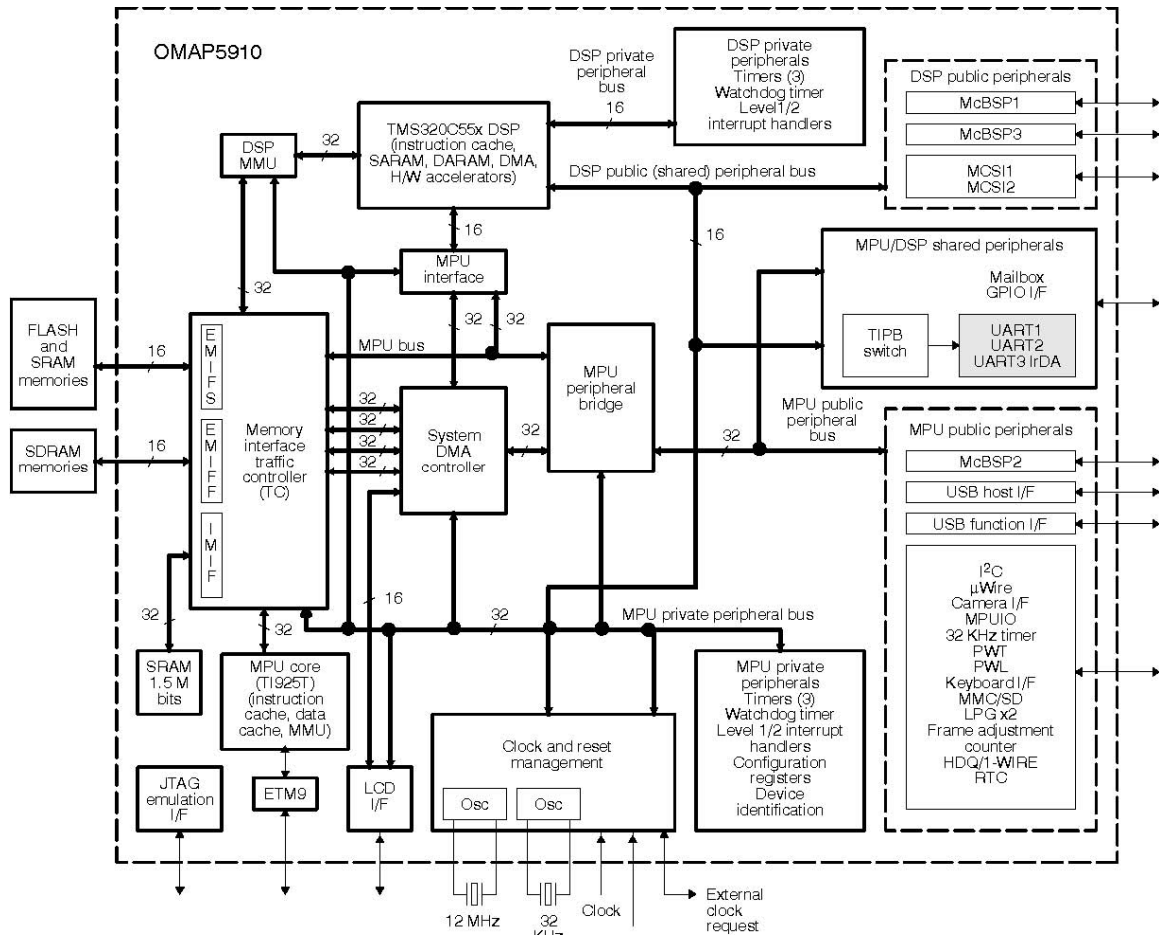 OMAP5910
DSP private
peripheral
bus
16
DSP private
peripherals
Timers (3)
Watchdog timer
Level1/2
interrupt handlers
DSP public peripherals
McBSP1
McBSP3
MCSI1
MCSI2
TMS320C55x DSP
(instruction cache,
SARAM, DARAM, DMA,
H/W accelerators)
32
DSP
MMU
DSP public (shared) peripheral bus
16
16
MPU
interface
32
32
32
MPU/DSP shared peripherals
Mailbox
GPIO I/F
TIPB
switch
UART1
UART2
UART3 IrDA
FLASH and
SRAM
memories
16
SDRAM
memories
16
EMIFS
EMIFF
IMIF
Memory
interface
traffic
controller
(TC)
MPU bus
32
32
32
32
System
DMA
controller
32
MPU
peripheral
bridge
MPU public
peripheral
bus
32
MPU public peripherals
McBSP2
USB host I/F
USB function I/F
I²C
µWire
Camera I/F
MPUIO
32 KHz timer
PWT
PWL
Keyboard I/F
MMC/SD
LPG x2
Frame adjustment
counter
HDQ/1-WIRE
RTC
32
32
16
32
MPU private peripheral bus
SRAM
1.5 M
bits
MPU core
(TI925T)
(instruction
cache, data
cache, MMU)
JTAG
emulation
I/F
ETM9
LCD
I/F
Clock and reset
management
Osc
Osc
MPU private
peripherals
Timers (3)
Watchdog timer
Level 1/2 interrupt
handlers
Configuration
registers
Device
identification
12 MHz
32
KHz
Clock
External
clock
request